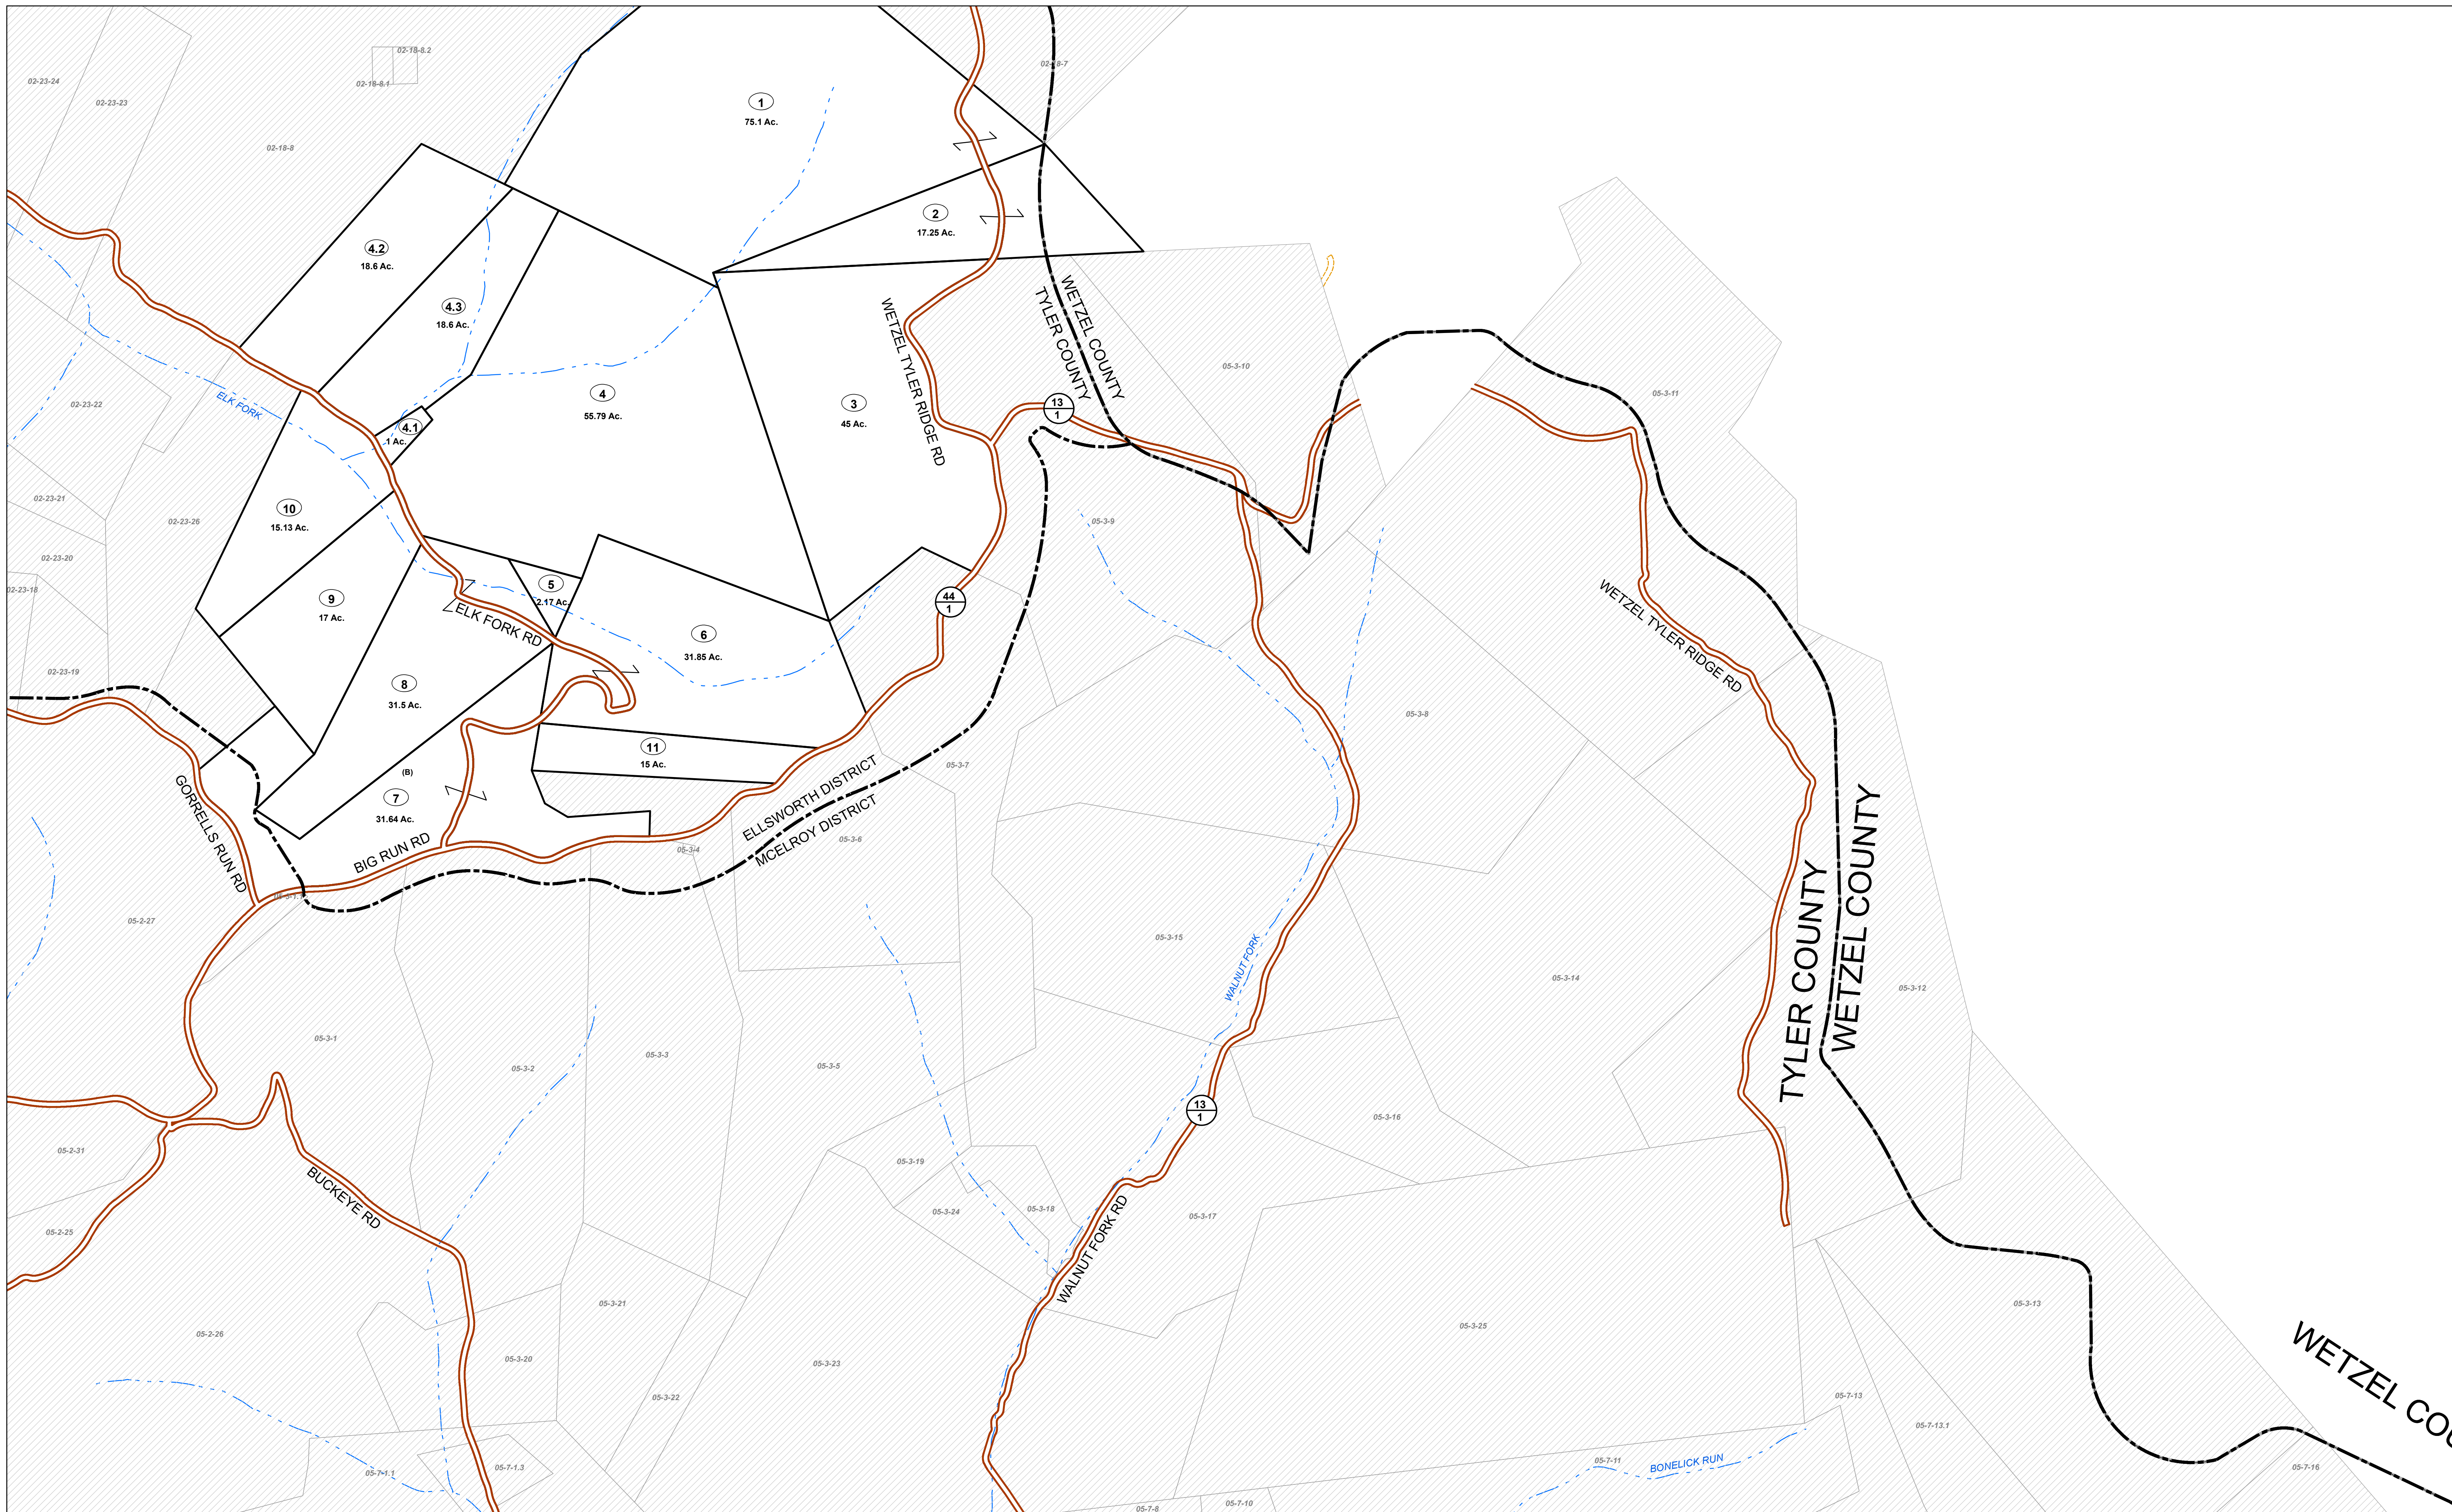 02-18-8.2
02-18-7
02-23-24
02-18-8.1
1
75.1 Ac.
02-23-23
02-18-8
2
17.25 Ac.
4.2
18.6 Ac.
4.3
18.6 Ac.
WETZEL COUNTY
TYLER COUNTY
WETZEL TYLER RIDGE RD
05-3-10
05-3-11
ELK FORK
02-23-22
4
55.79 Ac.
3
45 Ac.
13
1
4.1
.1 Ac.
02-23-21
10
15.13 Ac.
02-23-26
05-3-9
02-23-20
02-23-18
5
2.17 Ac.
44
1
9
17 Ac.
ELK FORK RD
6
31.85 Ac.
WETZEL TYLER RIDGE RD
02-23-19
8
31.5 Ac.
05-3-8
11
15 Ac.
05-3-7
(B)
7
31.64 Ac.
GORRELLS RUN RD
BIG RUN RD
ELLSWORTH DISTRICT
MCELROY DISTRICT
05-3-6
05-3-4
TYLER COUNTY
WETZEL COUNTY
05-2-27
05-3-15
WALNUT FORK
05-3-14
05-3-12
05-3-1
05-3-2
05-3-3
05-3-5
13
1
05-3-16
05-2-31
05-3-19
BUCKEYE RD
05-3-24
05-3-18
05-3-17
WALNUT FORK RD
05-2-25
05-3-21
05-3-13
05-2-26
05-3-25
05-3-20
05-3-23
WETZEL COU
05-3-22
05-7-13
05-7-13.1
05-7-1.1
05-7-1.3
05-7-11
BONELICK RUN
05-7-16
05-7-8
05-7-10